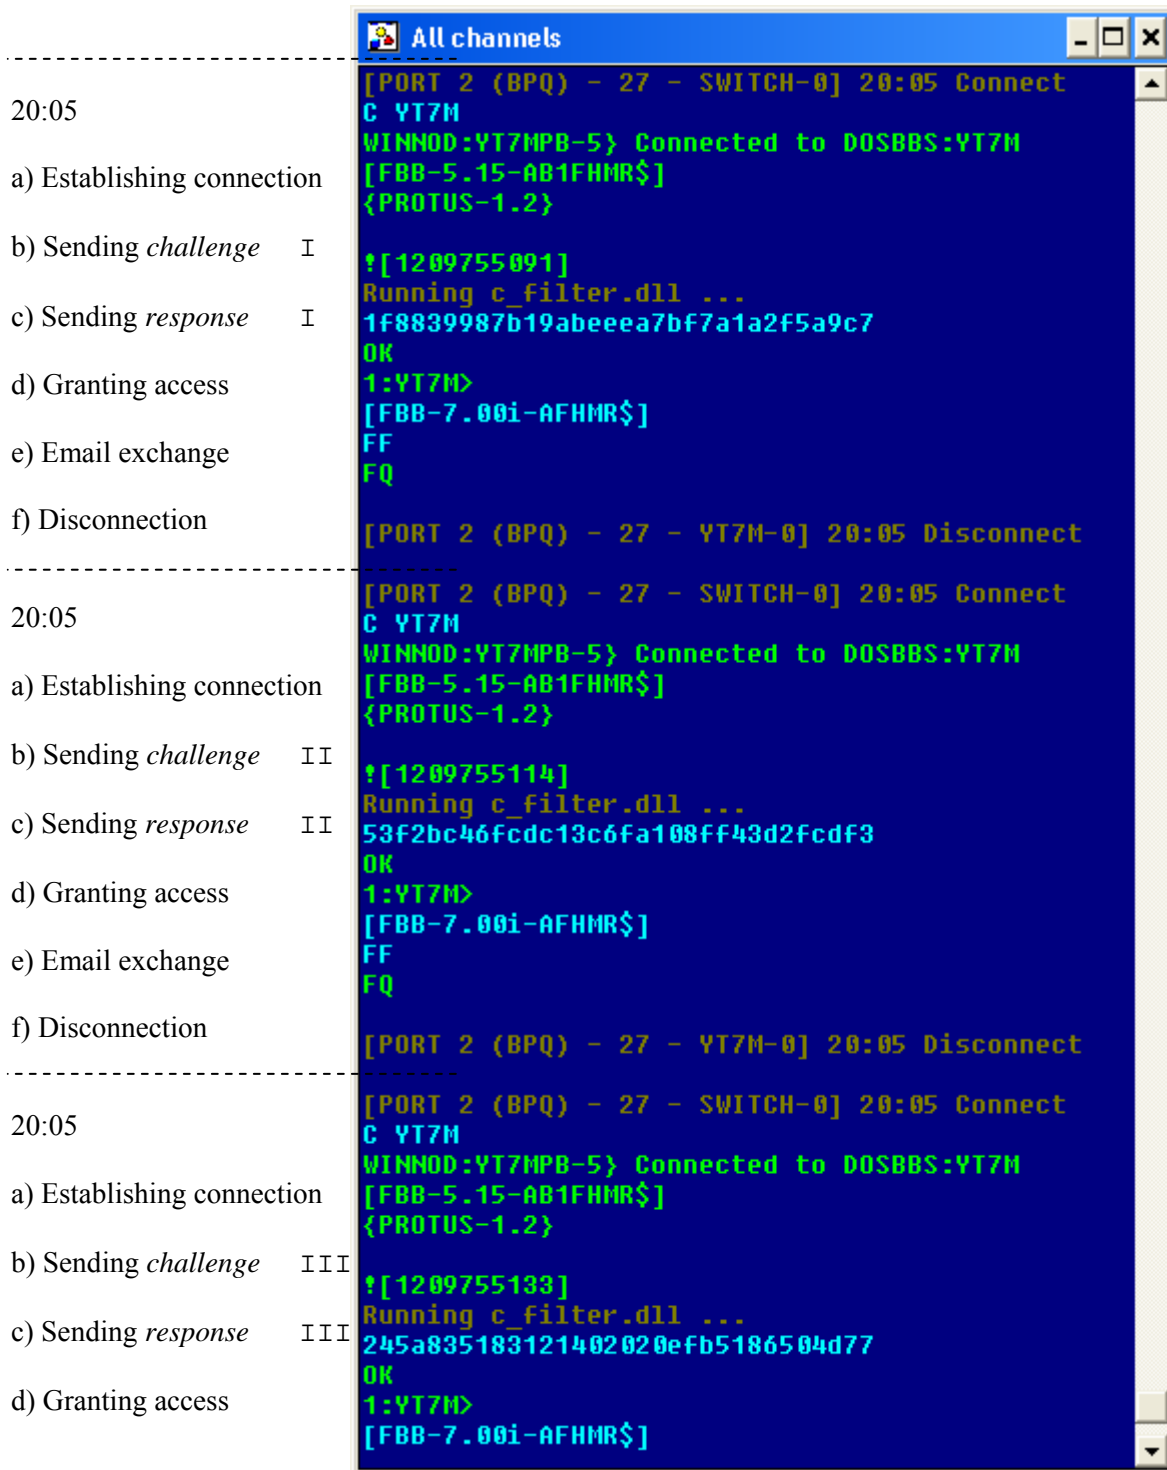 All channels
[PORT 2 (BPQ) - 27 - SWITCH-0] 20:05 Connect
20:05
C YT7M
WINNOD:YT7MPB-5} Connected to DOSBBS:YT7M
a) Establishing connection
[FBB-5.15-AB1FHMR$]
{PROTUS-1.2}
b) Sending challenge I
![1209755091]
Running c_filter.dll ...
c) Sending response I
1f8839987b19abeeea7bf7a1a2f5a9c7
OK
d) Granting access
1:YT7M>
[FBB-7.00i-AFHMR$]
FF
e) Email exchange
FQ
f) Disconnection
[PORT 2 (BPQ) - 27 - YT7M-0] 20:05 Disconnect
[PORT 2 (BPQ) - 27 - SWITCH-0] 20:05 Connect
20:05
C YT7M
WINNOD:YT7MPB-5} Connected to DOSBBS:YT7M
a) Establishing connection
[FBB-5.15-AB1FHMR$]
{PROTUS-1.2}
b) Sending challenge II
![1209755114]
Running c_filter.dll ...
c) Sending response II
53f2bc46fcdc13c6fa108ff43d2fcdf3
OK
d) Granting access
1:YT7M>
[FBB-7.00i-AFHMR$]
FF
e) Email exchange
FQ
f) Disconnection
[PORT 2 (BPQ) - 27 - YT7M-0] 20:05 Disconnect
[PORT 2 (BPQ) - 27 - SWITCH-0] 20:05 Connect
20:05
C YT7M
WINNOD:YT7MPB-5} Connected to DOSBBS:YT7M
a) Establishing connection
[FBB-5.15-AB1FHMR$]
{PROTUS-1.2}
b) Sending challenge III
![1209755133]
Running c_filter.dll ...
c) Sending response III
245a835183121402020efb5186504d77
OK
d) Granting access
1:YT7M>
[FBB-7.00i-AFHMR$]